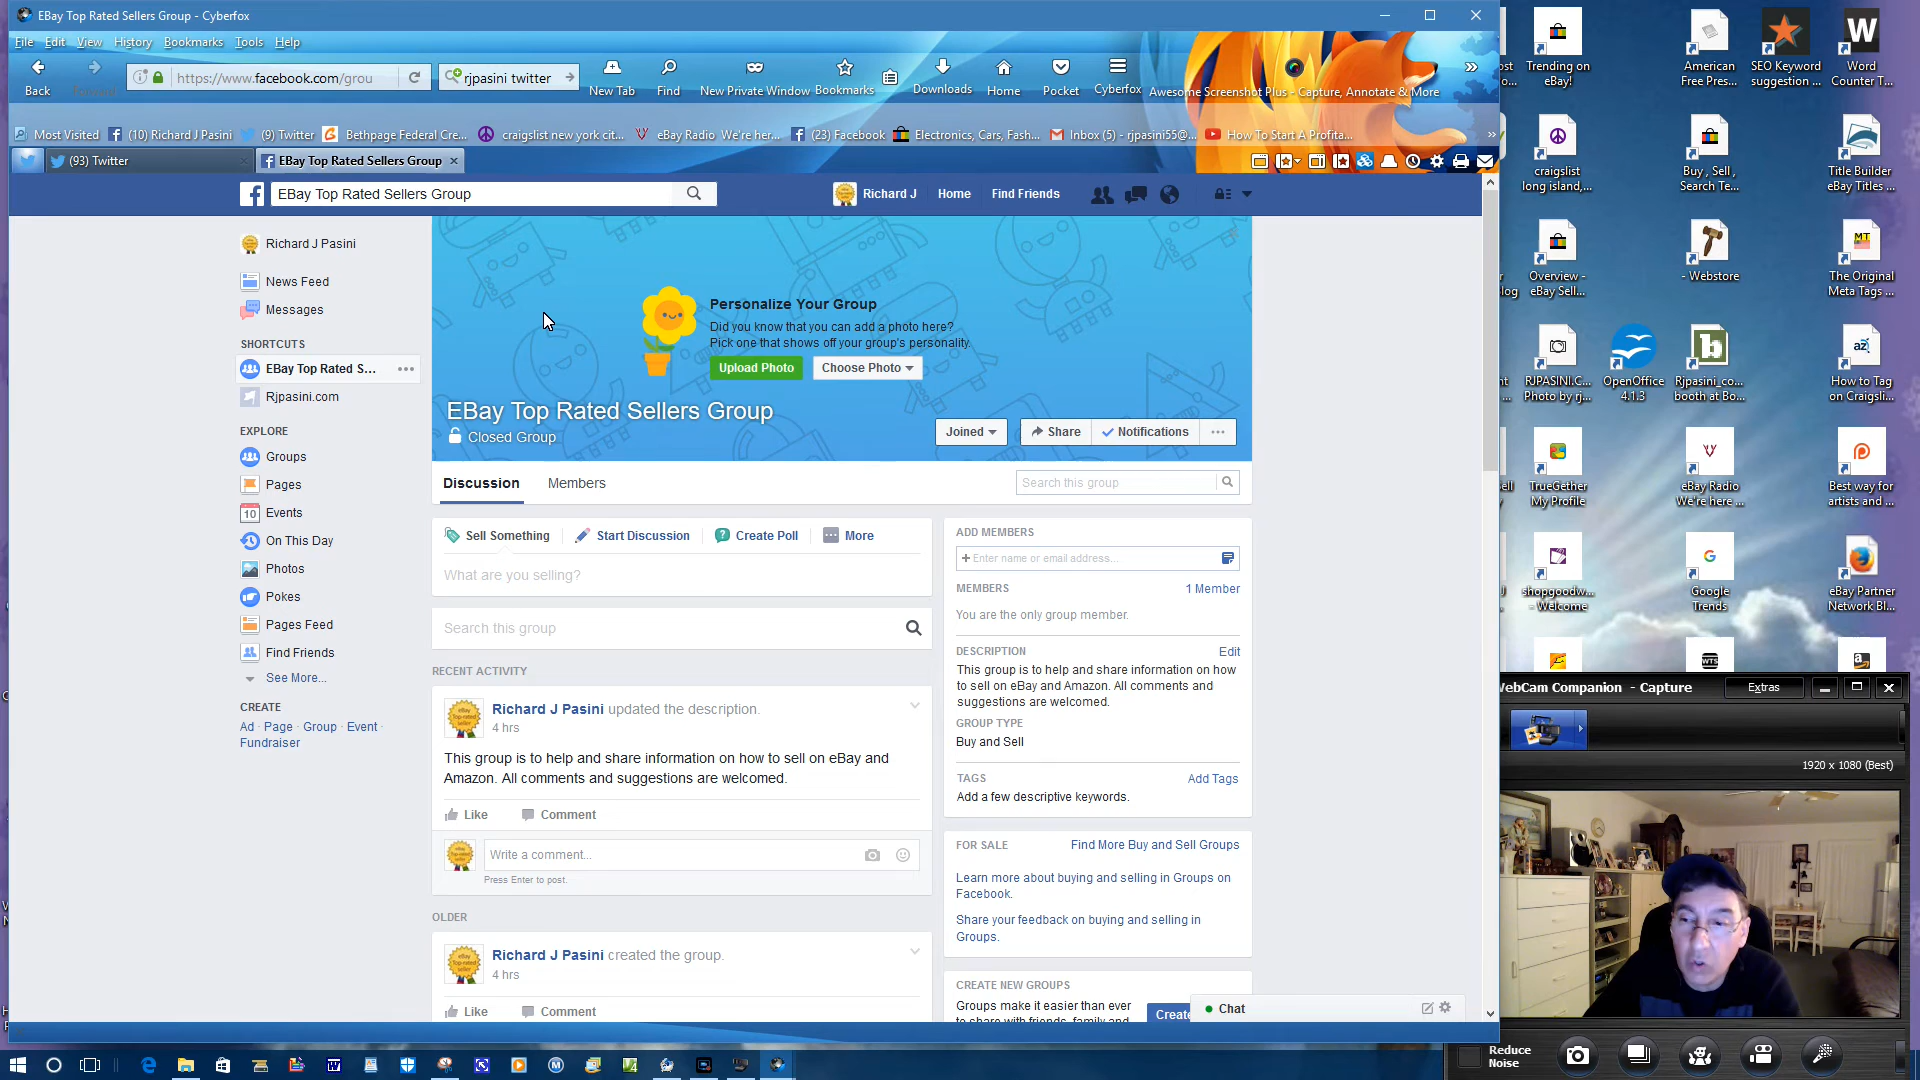 EBay Top Rated Sellers Group - Cyberfox
File Edit View History Bookmarks Tools Help
Back Forward https://www.facebook.com/grou rjpasini twitter New Tab Find New Private Window Bookmarks Downloads Home Pocket Cyberfox Awesome Screenshot Plus - Capture, Annotate & More
Most Visited (10) Richard J Pasini (9) Twitter Bethpage Federal Cre... craigslist new york cit... eBay Radio We're her... (23) Facebook Electronics, Cars, Fash... Inbox (5) - rjpasini55@... How To Start A Profita...
(93) Twitter EBay Top Rated Sellers Group
EBay Top Rated Sellers Group Richard J Home Find Friends
Richard J Pasini
News Feed
Messages
SHORTCUTS
EBay Top Rated S...
Rjpasini.com
EXPLORE
Groups
Pages
Events
On This Day
Photos
Pokes
Pages Feed
Find Friends
See More...
CREATE
Ad · Page · Group · Event ·
Fundraiser
Personalize Your Group
Did you know that you can add a photo here?
Pick one that shows off your group's personality.
Upload Photo Choose Photo
EBay Top Rated Sellers Group
Closed Group
Joined Share Notifications
Discussion Members Search this group
Sell Something Start Discussion Create Poll More
What are you selling?
Search this group
RECENT ACTIVITY
Richard J Pasini updated the description.
4 hrs
This group is to help and share information on how to sell on eBay and
Amazon. All comments and suggestions are welcomed.
Like Comment
Write a comment...
Press Enter to post.
OLDER
Richard J Pasini created the group.
4 hrs
Like Comment
ADD MEMBERS
+ Enter name or email address...
MEMBERS 1 Member
You are the only group member.
DESCRIPTION Edit
This group is to help and share information on how
to sell on eBay and Amazon. All comments and
suggestions are welcomed.
GROUP TYPE
Buy and Sell
TAGS Add Tags
Add a few descriptive keywords.
FOR SALE Find More Buy and Sell Groups
Learn more about buying and selling in Groups on
Facebook.
Share your feedback on buying and selling in
Groups.
CREATE NEW GROUPS
Groups make it easier than ever
to share with friends, family and
Create
Chat
Trending on
eBay!
American
Free Pres...
SEO Keyword
suggestion ...
Word
Counter T...
craigslist
long island,...
Buy , Sell ,
Search Te...
Title Builder
eBay Titles ...
Overview -
eBay Sell...
- Webstore
The Original
Meta Tags ...
RJPASINI.C...
Photo by rj...
OpenOffice
4.1.3
Rjpasini_co...
booth at Bo...
How to Tag
on Craigsli...
TrueGether
My Profile
eBay Radio
We're here ...
Best way for
artists and ...
shopgoodw...
- Welcome
Google
Trends
eBay Partner
Network Bl...
WebCam Companion - Capture Extras
1920 x 1080 (Best)
Reduce
Noise